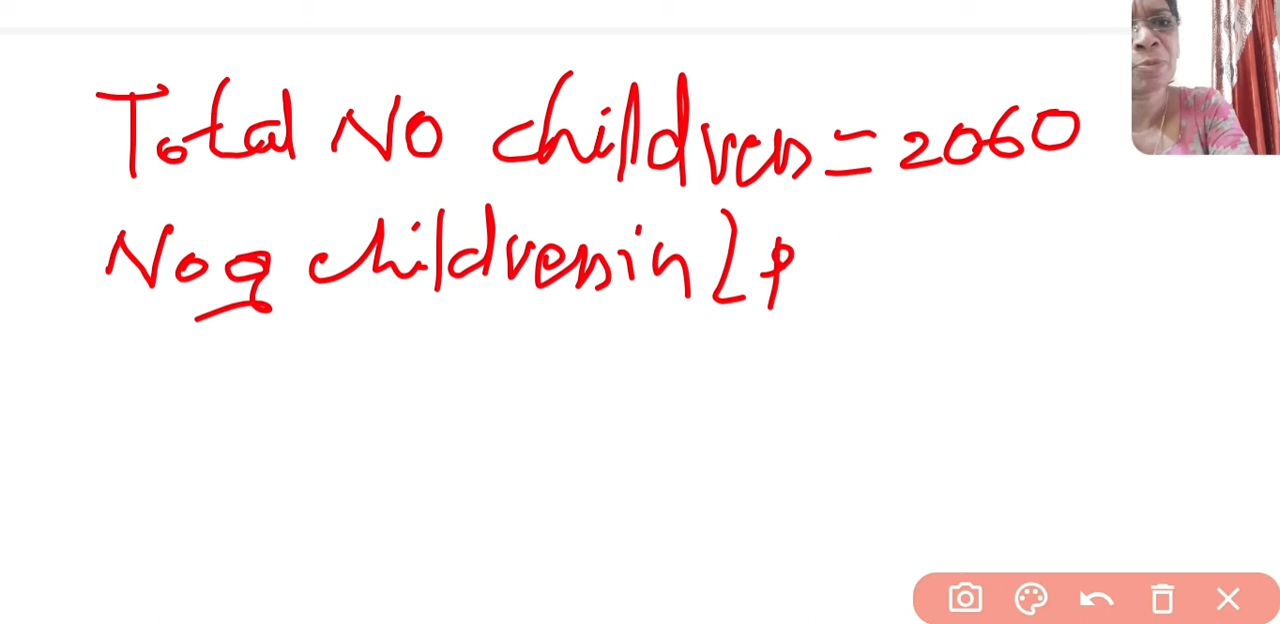 Total No children = 2060
No of children in L P